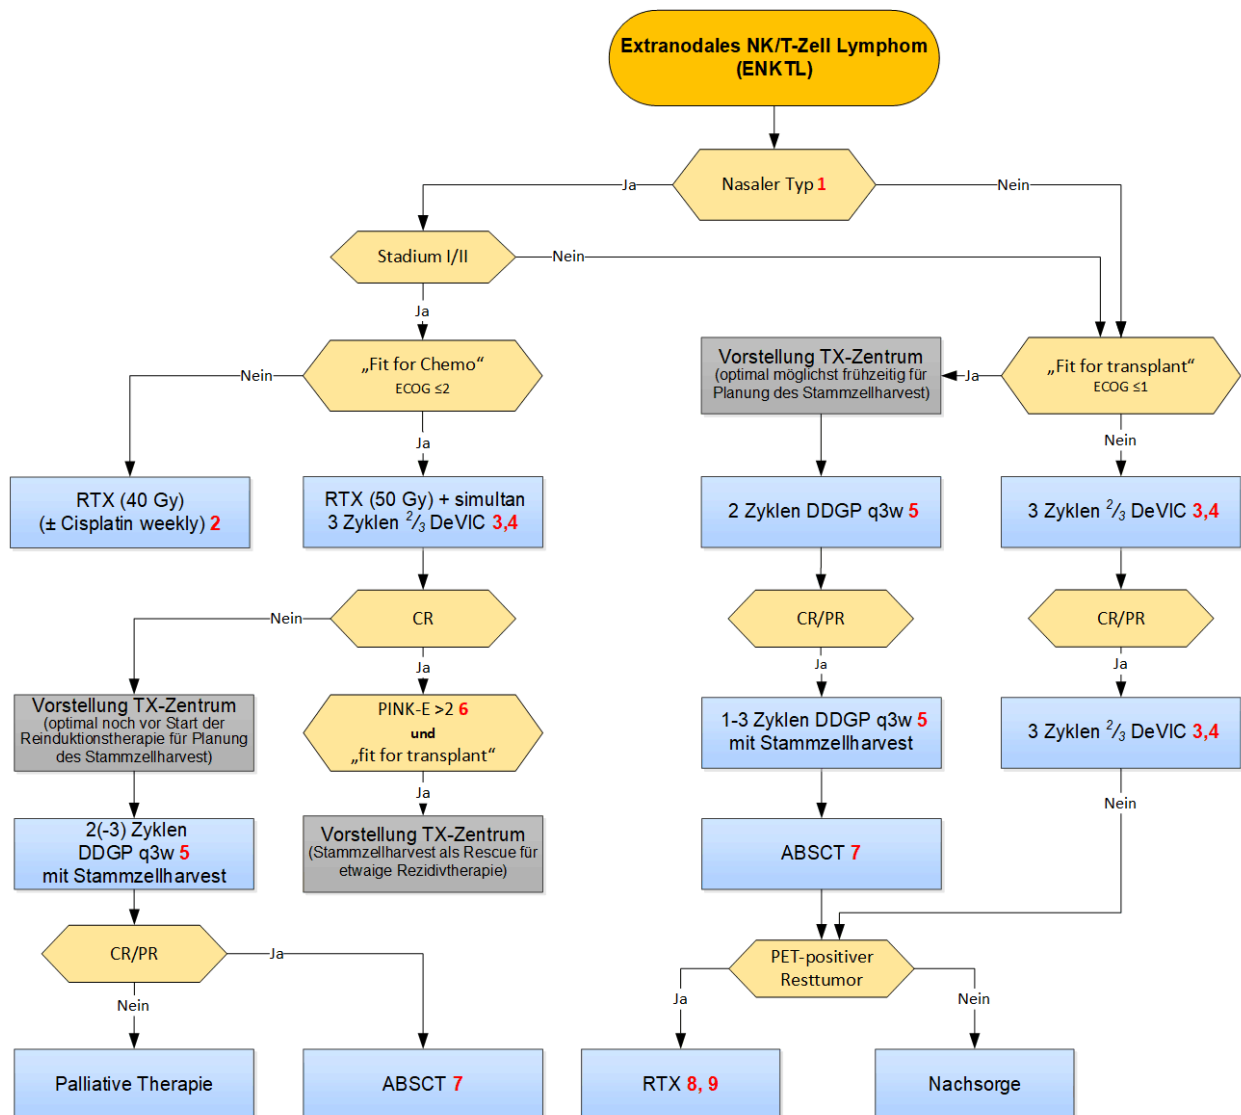 Extranodales NK/T-Zell Lymphom
(ENKTL)
Nasaler Typ 1
Ja
Nein
Stadium I/II
Nein
Ja
„Fit for Chemo“
ECOG ≤2
Nein
Ja
Vorstellung TX-Zentrum
(optimal möglichst frühzeitig für
Planung des Stammzellharvest)
Ja
„Fit for transplant“
ECOG ≤1
Nein
RTX (40 Gy)
(± Cisplatin weekly) 2
RTX (50 Gy) + simultan
3 Zyklen 2/3 DeVIC 3,4
2 Zyklen DDGP q3w 5
3 Zyklen 2/3 DeVIC 3,4
Nein
CR
Ja
CR/PR
Ja
CR/PR
Ja
Vorstellung TX-Zentrum
(optimal noch vor Start der
Reinduktionstherapie für Planung
des Stammzellharvest)
PINK-E >2 6
und
„fit for transplant“
Ja
1-3 Zyklen DDGP q3w 5
mit Stammzellharvest
3 Zyklen 2/3 DeVIC 3,4
Nein
2(-3) Zyklen
DDGP q3w 5
mit Stammzellharvest
Vorstellung TX-Zentrum
(Stammzellharvest als Rescue für
etwaige Rezidivtherapie)
ABSCT 7
CR/PR
Ja
Nein
PET-positiver
Resttumor
Ja
Nein
Palliative Therapie
ABSCT 7
RTX 8, 9
Nachsorge